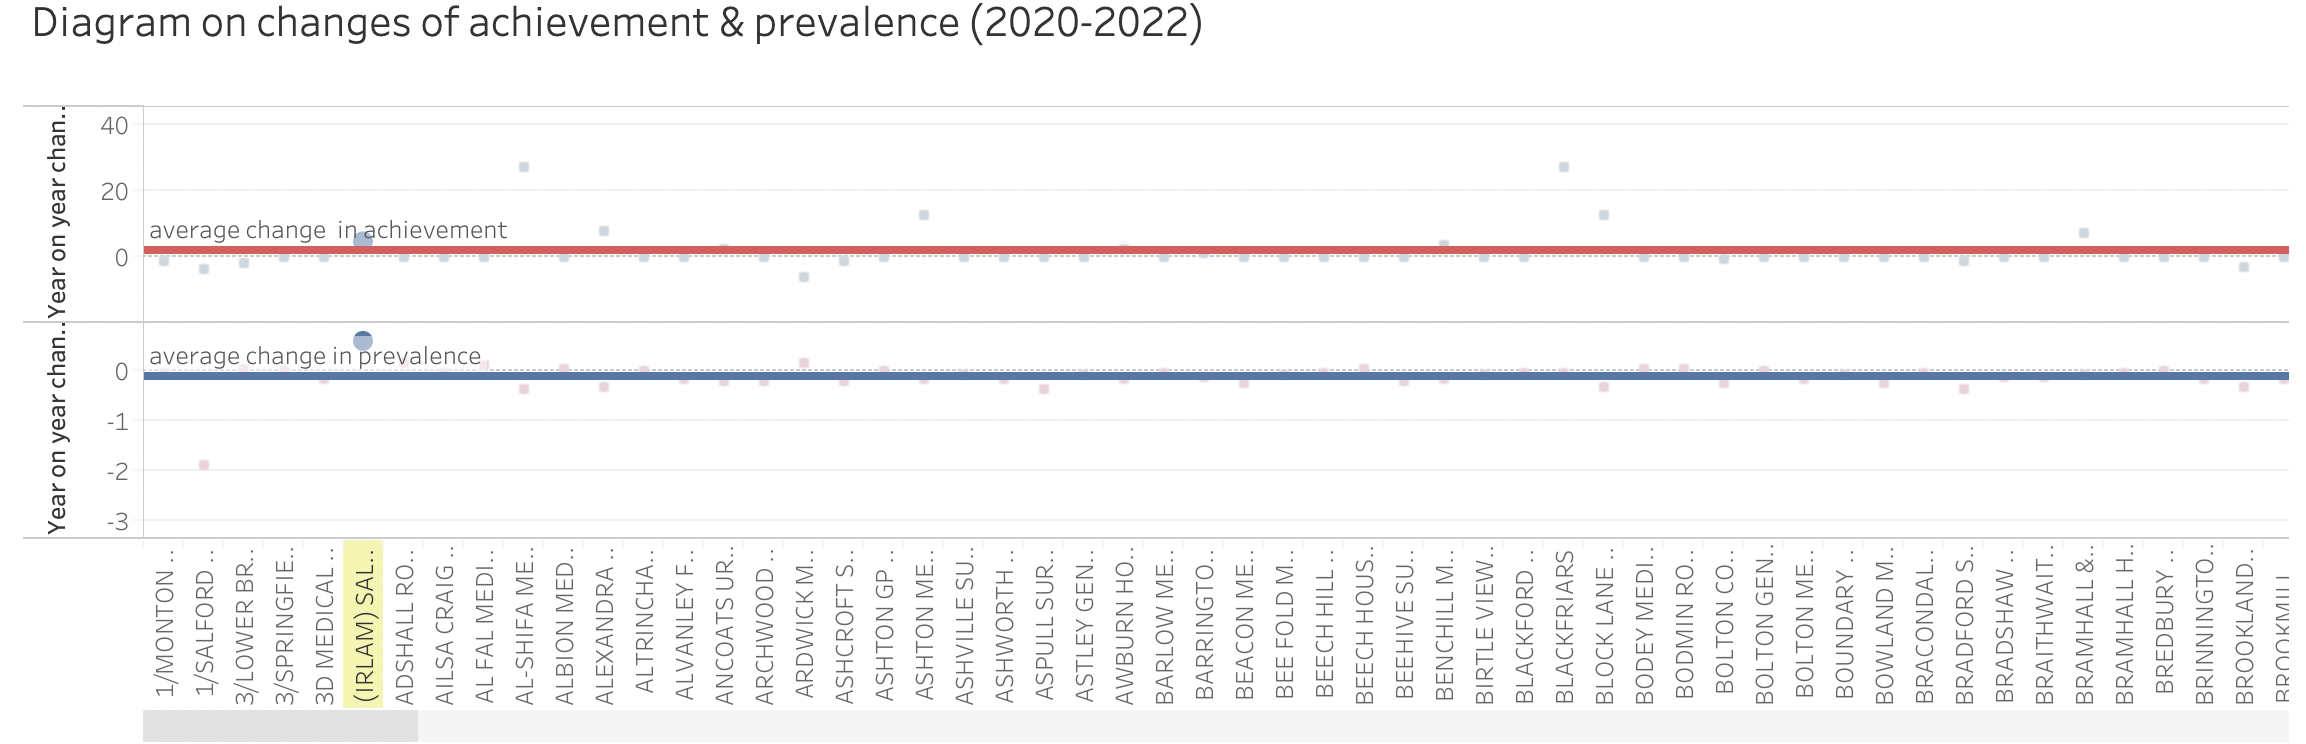 Diagram on changes of achievement & prevalence (2020-2022)
Year on year chan..
40
20
0
average change in achievement
Year on year chan..
0
-1
-2
-3
average change in prevalence
1/MONTON ..
1/SALFORD ..
3/LOWER BR..
3/SPRINGFIE..
3D MEDICAL ..
(IRLAM) SAL..
ADSHALL RO..
AILSA CRAIG ..
AL FAL MEDI..
AL-SHIFA ME..
ALBION MED..
ALEXANDRA ..
ALTRINCHA..
ALVANLEY F..
ANCOATS UR..
ARCHWOOD ..
ARDWICK M..
ASHCROFT S..
ASHTON GP ..
ASHTON ME..
ASHVILLE SU..
ASHWORTH ..
ASPULL SUR..
ASTLEY GEN..
AWBURN HO..
BARLOW ME..
BARRINGTO..
BEACON ME..
BEE FOLD M..
BEECH HILL ..
BEECH HOUS..
BEEHIVE SU..
BENCHILL M..
BIRTLE VIEW..
BLACKFORD ..
BLACKFRIARS
BLOCK LANE ..
BODEY MEDI..
BODMIN RO..
BOLTON CO..
BOLTON GEN..
BOLTON ME..
BOUNDARY ..
BOWLAND M..
BRACONDAL..
BRADFORD S..
BRADSHAW ..
BRAITHWAIT..
BRAMHALL &..
BRAMHALL H..
BREDBURY ..
BRINNINGTO..
BROOKLAND..